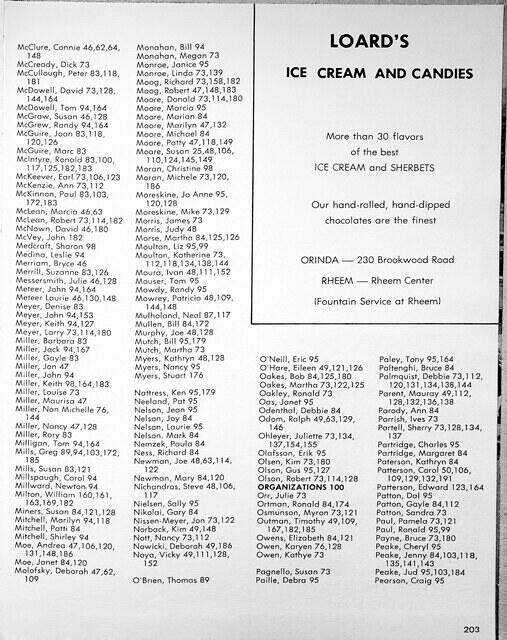 McClure, Connie 46,62,64,
148
McCready, Dick 73
McCullough, Peter 83,118,
181
McDowell, David 73,128,
144,164
McDowell, Tom 94,164
McGraw, Susan 46,128
McGrew, Randy 94,164
McGuire, Joan 83,118,
120,126
McGuire, Marc 83
McIntyre, Ronald 83,100,
117,125,182,183
McKeever, Earl 73,106,123
McKenzie, Ann 73,112
McKinnon, Paul 83,103,
172,183
McLean, Marcia 46,63
McLean, Robert 73,114,182
McNown, David 46,180
McVey, John 182
Medcraft, Sharon 98
Medina, Leslie 94
Merriam, Bryce 46
Merrill, Suzanne 83,126
Messersmith, Julie 46,128
Meteer, John 94,164
Meteer Laurie 46,130,148
Meyer, Denise 83
Meyer, John 94,153
Meyer, Keith 94,127
Meyer, Larry 73,114,180
Miller, Barbara 83
Miller, Jack 94,167
Miller, Gayle 83
Miller, Jon 47
Miller, John 94
Miller, Keith 98,164,183
Miller, Louise 73
Miller, Maurisa 47
Miller, Nan Michele 76,
144
Miller, Nancy 47,128
Miller, Rory 83
Milligan, Tom 94,164
Mills, Greg 89,94,103,172,
185
Mills, Susan 83,121
Millspaugh, Carol 94
Millward, Newton 94
Milton, William 160,161,
163,169,182
Miners, Susan 84,121,128
Mitchell, Marilyn 94,118
Mitchell, Patti 84
Mitchell, Shirley 94
Moe, Andrea 47,106,120,
131,148,186
Moe, Janet 84,120
Molofsky, Deborah 47,62,
109
Monahan, Bill 94
Monahan, Megan 73
Monroe, Janice 95
Monroe, Linda 73,139
Moog, Richard 73,158,182
Moog, Robert 47,148,183
Moore, Donald 73,114,180
Moore, Marcia 95
Moore, Marian 84
Moore, Marilyn 47,132
Moore, Michael 84
Moore, Patty 47,118,149
Moore, Susan 25,48,106,
110,124,145,149
Moran, Christine 98
Moran, Michele 73,120,
186
Moreskine, Jo Anne 95,
120,128
Moreskine, Mike 73,129
Morris, James 73
Morris, Judy 48
Morse, Martha 84,125,126
Moulton, Liz 95,99
Moulton, Katherine 73,
112,118,134,138,144
Moura, Ivan 48,111,152
Mauser, Tom 95
Mowdy, Randy 95
Mowrey, Patricia 48,109,
144,148
Mulholand, Neal 87,117
Mullen, Bill 84,172
Murphy, Joe 48,128
Mutch, Bill 95,179
Mutch, Martha 73
Myers, Kathryn 48,128
Myers, Nancy 95
Myers, Stuart 176
Nattress, Ken 95,179
Neeland, Pat 95
Nelson, Jean 95
Nelson, Joy 84
Nelson, Laurie 95
Nelson, Mark 84
Nemzek, Paula 84
Ness, Richard 84
Newman, Joe 48,63,114,
122
Newman, Mary 84,120
Nichandros, Steve 48,106,
117
Nielsen, Sally 95
Nikolai, Gary 84
Nissen-Meyer, Jon 73,122
Norback, Kim 49,148
Nott, Nancy 73,112
Nowicki, Deborah 49,186
Noya, Vicky 49,111,128,
152
O'Brien, Thomas 89
LOARD'S
ICE CREAM AND CANDIES
More than 30 flavors
of the best
ICE CREAM and SHERBETS
Our hand-rolled, hand-dipped
chocolates are the finest
ORINDA — 230 Brookwood Road
RHEEM — Rheem Center
(Fountain Service at Rheem)
O'Neill, Eric 95
O'Hare, Eileen 49,121,126
Oakes, Bob 84,125,180
Oakes, Martha 73,122,125
Oakley, Ronald 73
Oas, Janet 95
Odenthal, Debbie 84
Odom, Ralph 49,63,129,
146
Ohleyer, Juliette 73,134,
137,154,155
Olafsson, Erik 95
Olsen, Kim 73,180
Olson, Gus 95,127
Olson, Robert 73,114,128
ORGANIZATIONS 100
Orr, Julie 73
Ortman, Ronald 84,174
Osmunson, Myron 73,121
Outman, Timothy 49,109,
167,182,185
Owens, Elizabeth 84,121
Owen, Karyen 76,128
Owen, Kathye 73
Pagnello, Susan 73
Paille, Debra 95
Paley, Tony 95,164
Paltenghi, Bruce 84
Palmquist, Debbie 73,112,
120,131,134,138,144
Parent, Mauray 49,112,
128,132,136,138
Parody, Ann 84
Parrish, Ives 73
Partell, Sherry 73,128,134,
137
Partridge, Charles 95
Partridge, Margaret 84
Paterson, Kathryn 84
Paterson, Carol 50,106,
109,129,132,191
Patterson, Edward 123,164
Patton, Dal 95
Patton, Gayle 84,112
Patton, Sandra 73
Paul, Pamela 73,121
Paul, Ronald 95,99
Payne, Bruce 73,180
Peake, Cheryl 95
Peake, Jenny 84,103,118,
135,141,143
Peake, Jud 95,103,184
Pearson, Craig 95
203